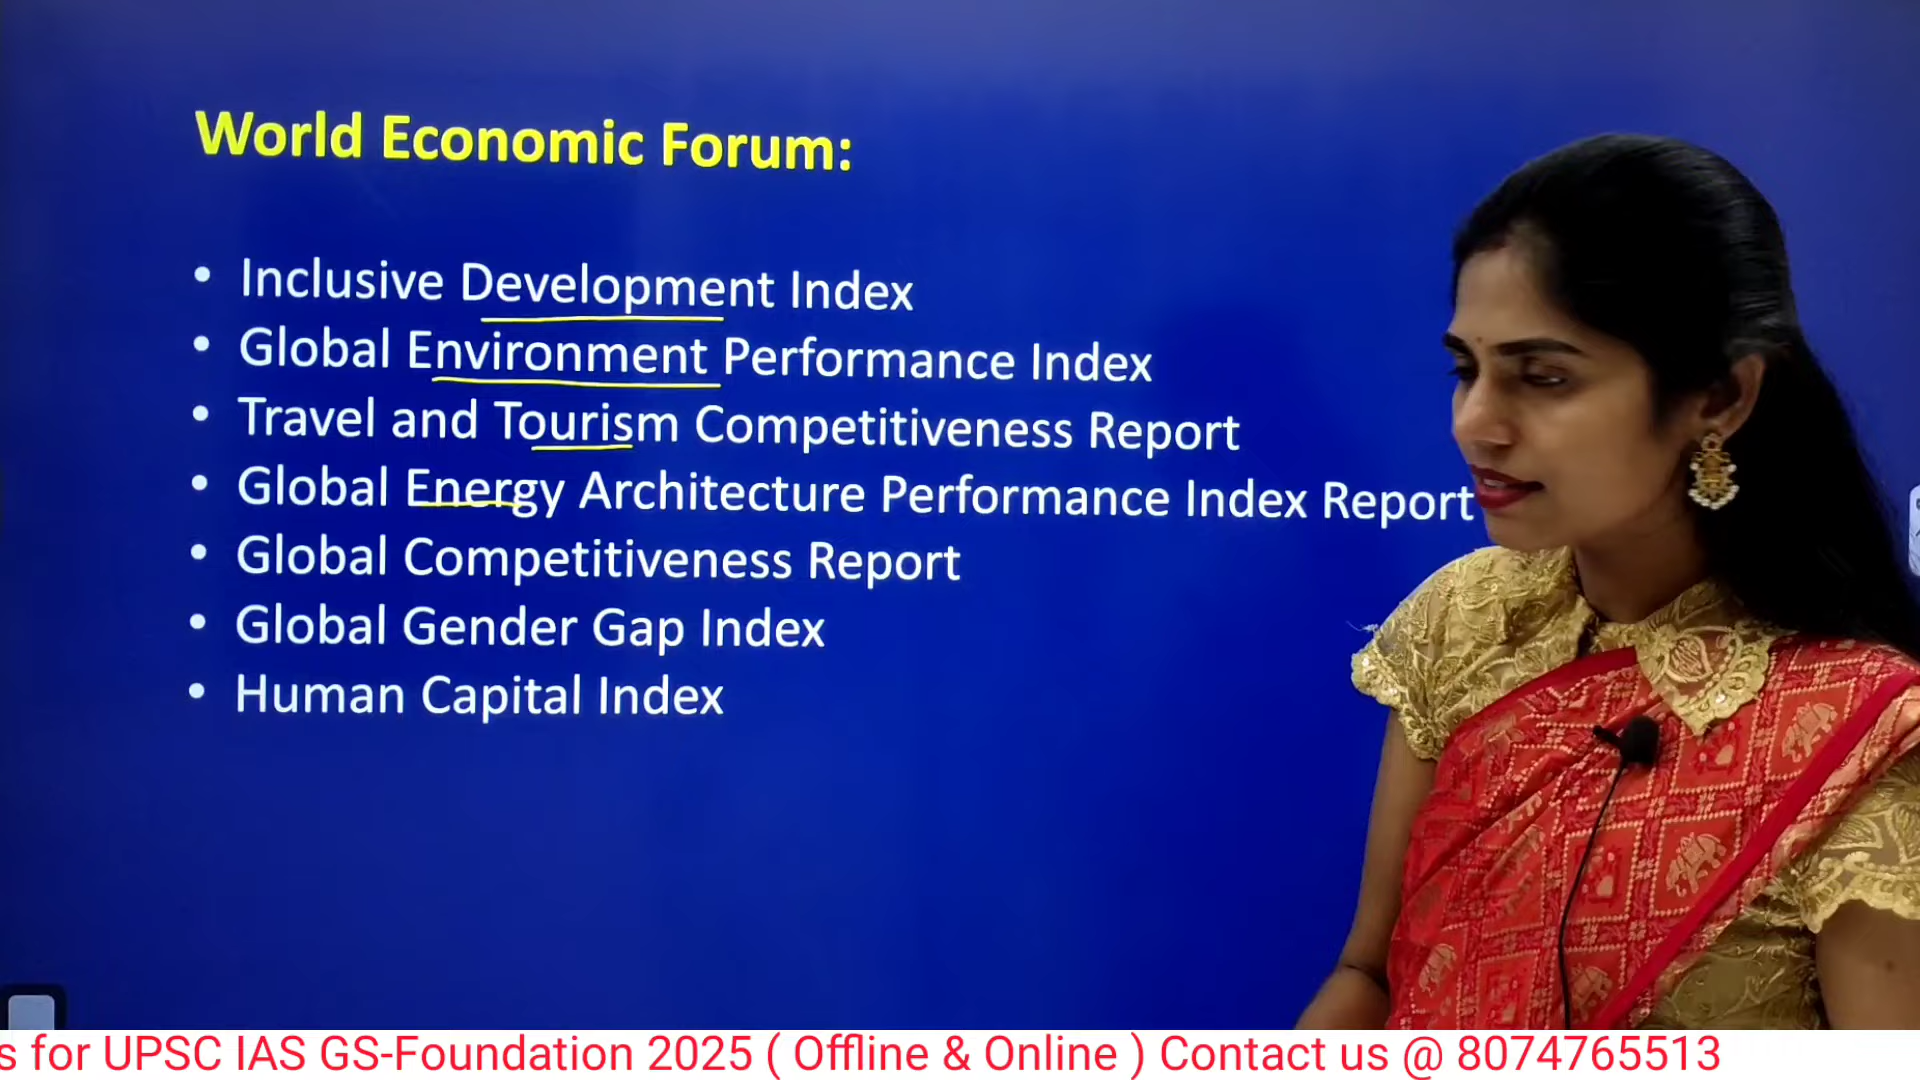 World Economic Forum:
• Inclusive Development Index
• Global Environment Performance Index
• Travel and Tourism Competitiveness Report
• Global Energy Architecture Performance Index Report
• Global Competitiveness Report
• Global Gender Gap Index
• Human Capital Index
s for UPSC IAS GS-Foundation 2025 ( Offline & Online ) Contact us @ 8074765513